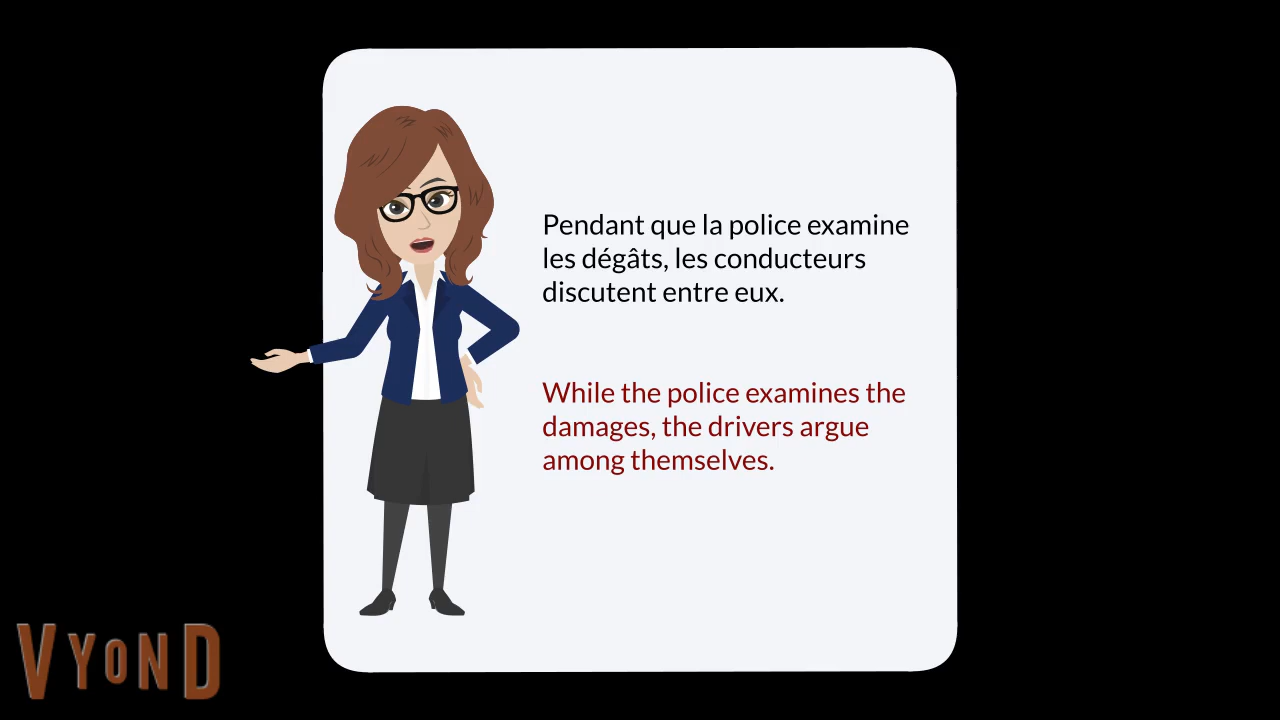 Pendant que la police examine
les dégâts, les conducteurs
discutent entre eux.
While the police examines the
damages, the drivers argue
among themselves.
VYOND